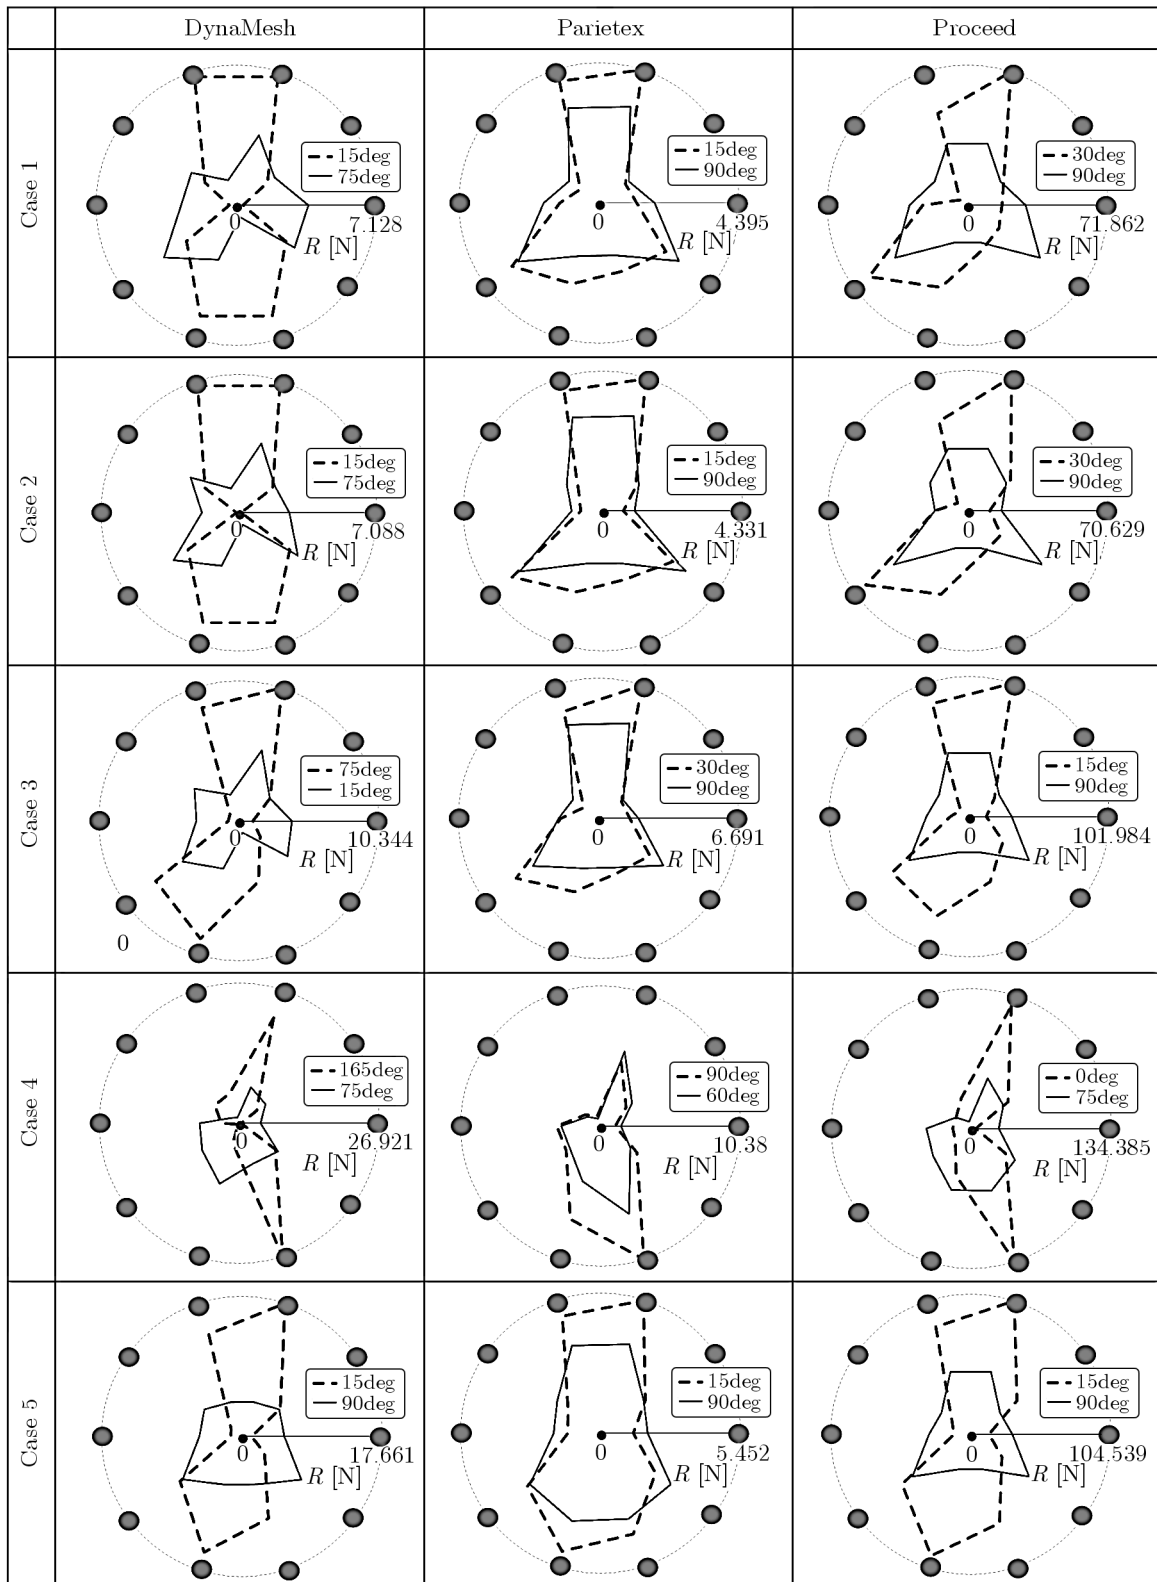 DynaMesh Parietex Proceed
Case 1
15deg
75deg
0
7.128
R [N]
15deg
90deg
0
4.395
R [N]
30deg
90deg
0
71.862
R [N]
Case 2
15deg
75deg
0
7.088
R [N]
15deg
90deg
0
4.331
R [N]
30deg
90deg
0
70.629
R [N]
Case 3
75deg
15deg
0
10.344
R [N]
0
30deg
90deg
0
6.691
R [N]
15deg
90deg
0
101.984
R [N]
Case 4
165deg
75deg
0
26.921
R [N]
90deg
60deg
0
10.38
R [N]
0deg
75deg
0
134.385
R [N]
Case 5
15deg
90deg
0
17.661
R [N]
15deg
90deg
0
5.452
R [N]
15deg
90deg
0
104.539
R [N]